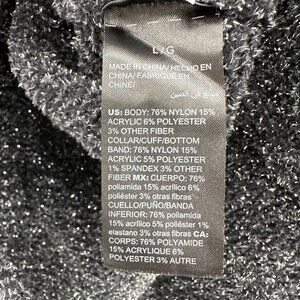 L / G
MADE IN CHINA/ HECHO EN
CHINA/ FABRIQUÉ EN
CHINE/
صنع في الصين
US: BODY: 76% NYLON 15%
ACRYLIC 6% POLYESTER
3% OTHER FIBER
COLLAR/CUFF/BOTTOM
BAND: 76% NYLON 15%
ACRYLIC 5% POLYESTER
1% SPANDEX 3% OTHER
FIBER MX: CUERPO: 76%
poliamida 15% acrílico 6%
poliéster 3% otras fibras
CUELLO/PUÑO/BANDA
INFERIOR: 76% poliamida
15% acrílico 5% poliéster 1%
elastano 3% otras fibras CA:
CORPS: 76% POLYAMIDE
15% ACRYLIQUE 6%
POLYESTER 3% AUTRE